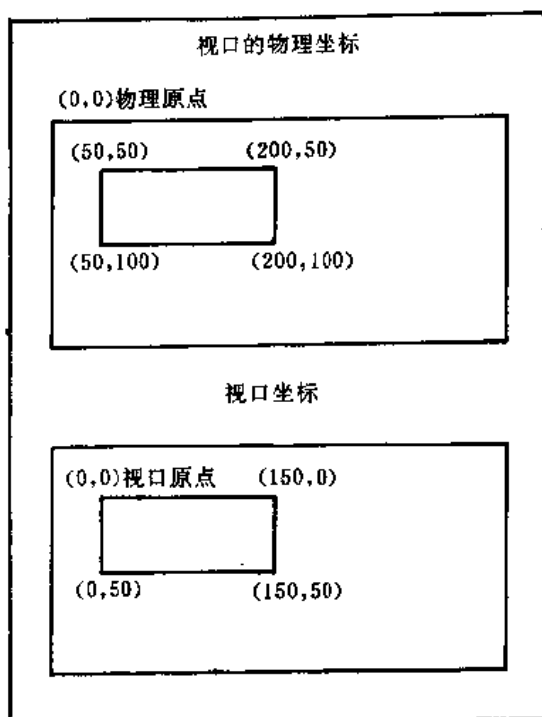 视口的物理坐标
(0,0)物理原点
(50,50) (200,50)
(50,100) (200,100)
视口坐标
(0,0)视口原点 (150,0)
(0,50) (150,50)